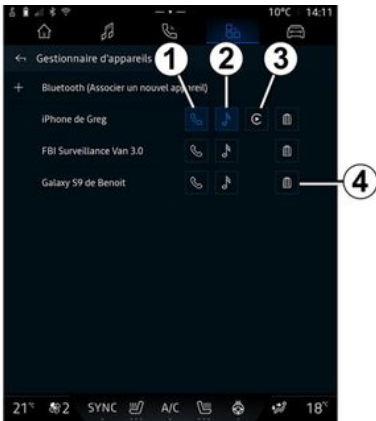 10°C 14:11
1 2 3
Gestionnaire d'appareils
Bluetooth (Associer un nouvel appareil)
iPhone de Greg
FBI Surveillance Van 3.0
Galaxy S9 de Benoit
4
21° 2 SYNC A/C 18°